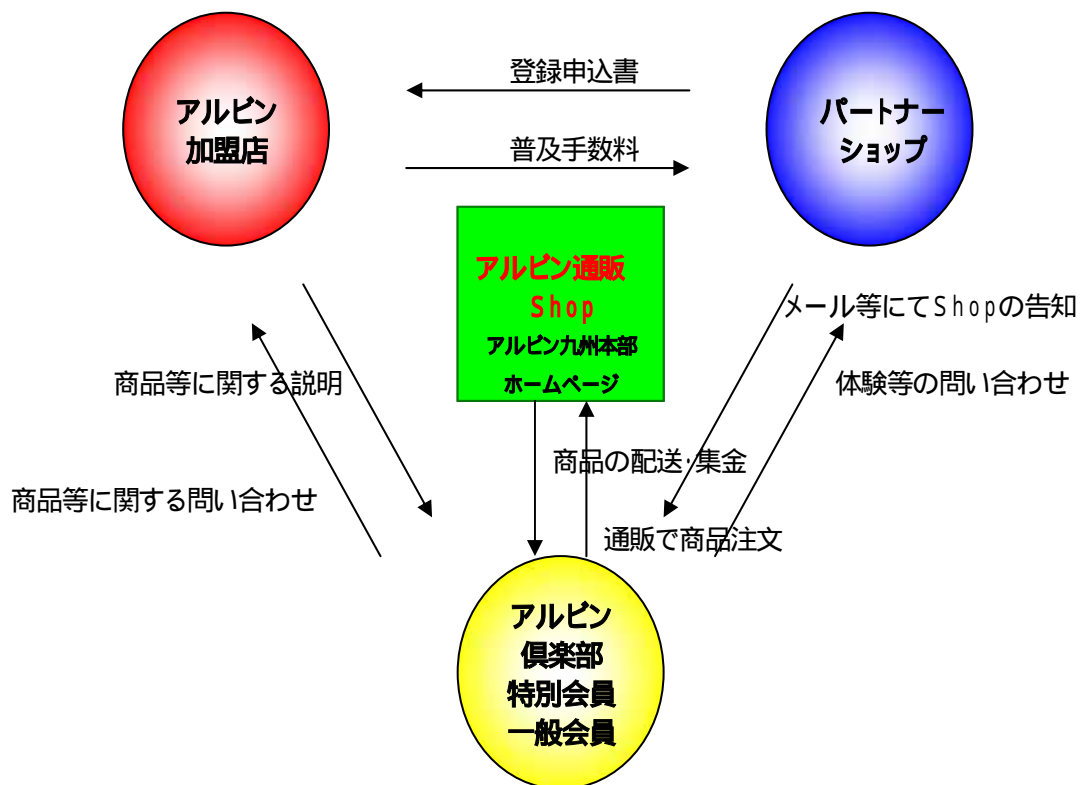 登録申込書
アルビン
加盟店
パートナー
ショップ
普及手数料
アルビン通販
Shop
アルビン九州本部
ホームページ
メール等にてShopの告知
商品等に関する説明
体験等の問い合わせ
商品の配送・集金
商品等に関する問い合わせ
通販で商品注文
アルビン
倶楽部
特別会員
一般会員